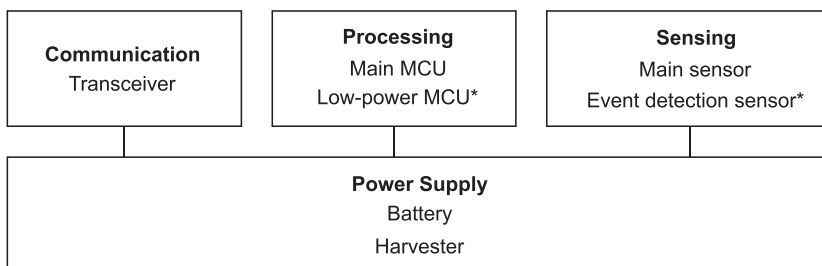 Communication
Transceiver
Processing
Main MCU
Low-power MCU*
Sensing
Main sensor
Event detection sensor*
Power Supply
Battery
Harvester